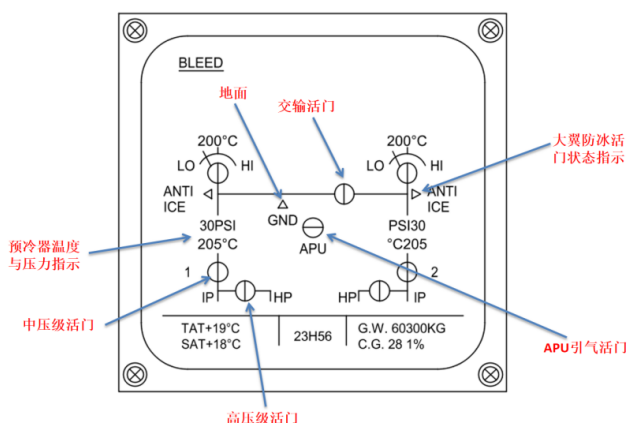 BLEED
地面
交输活门
200°C
200°C
大翼防冰活
门状态指示
LO
HI
LO
HI
ANTI
ICE
ANTI
ICE
GND
30PSI
PSI30
205°C
°C205
APU
预冷器温度
与压力指示
1
2
IP
HP
HP
IP
中压级活门
TAT+19°C
SAT+18°C
23H56
G.W. 60300KG
C.G. 28 1%
APU引气活门
高压级活门